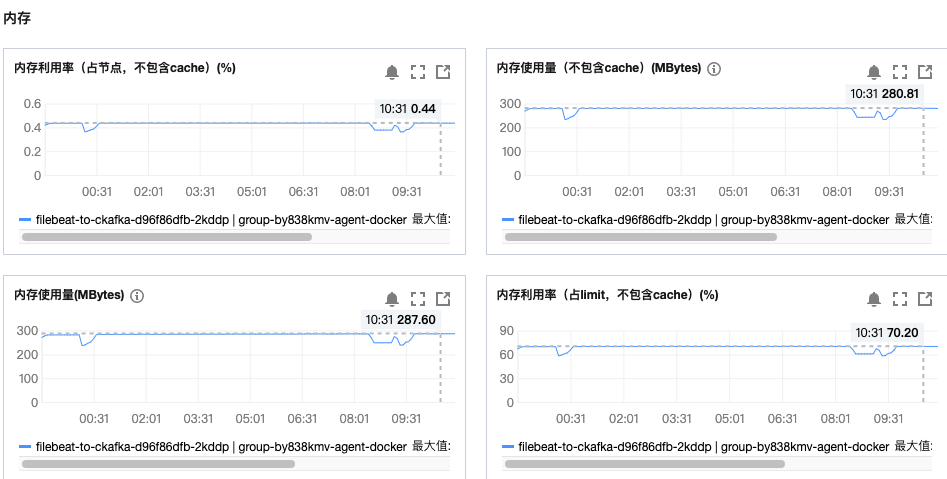 内存
内存利用率（占节点，不包含cache）(%)
10:31 0.44
0.6
0.4
0.2
0
00:31 02:01 03:31 05:01 06:31 08:01 09:31
filebeat-to-ckafka-d96f86dfb-2kddp | group-by838kmv-agent-docker 最大值:
内存使用量（不包含cache）(MBytes)
10:31 280.81
300
200
100
0
00:31 02:01 03:31 05:01 06:31 08:01 09:31
filebeat-to-ckafka-d96f86dfb-2kddp | group-by838kmv-agent-docker 最大值:
内存使用量(MBytes)
10:31 287.60
300
200
100
0
00:31 02:01 03:31 05:01 06:31 08:01 09:31
filebeat-to-ckafka-d96f86dfb-2kddp | group-by838kmv-agent-docker 最大值:
内存利用率（占limit，不包含cache）(%)
10:31 70.20
90
60
30
0
00:31 02:01 03:31 05:01 06:31 08:01 09:31
filebeat-to-ckafka-d96f86dfb-2kddp | group-by838kmv-agent-docker 最大值: